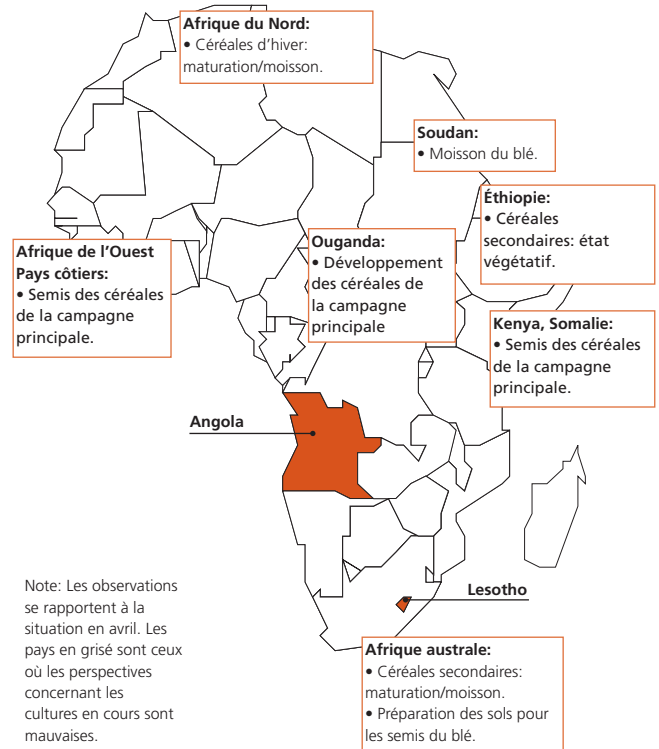 Afrique du Nord:
• Céréales d’hiver:
maturation/moisson.
Soudan:
• Moisson du blé.
Éthiopie:
• Céréales
secondaires: état
végétatif.
Afrique de l’Ouest
Pays côtiers:
• Semis des céréales
de la campagne
principale.
Ouganda:
• Développement
des céréales de
la campagne
principale
Kenya, Somalie:
• Semis des céréales
de la campagne
principale.
Angola
Lesotho
Note: Les observations
se rapportent à la
situation en avril. Les
pays en grisé sont ceux
où les perspectives
concernant les
cultures en cours sont
mauvaises.
Afrique australe:
• Céréales secondaires:
maturation/moisson.
• Préparation des sols pour
les semis du blé.